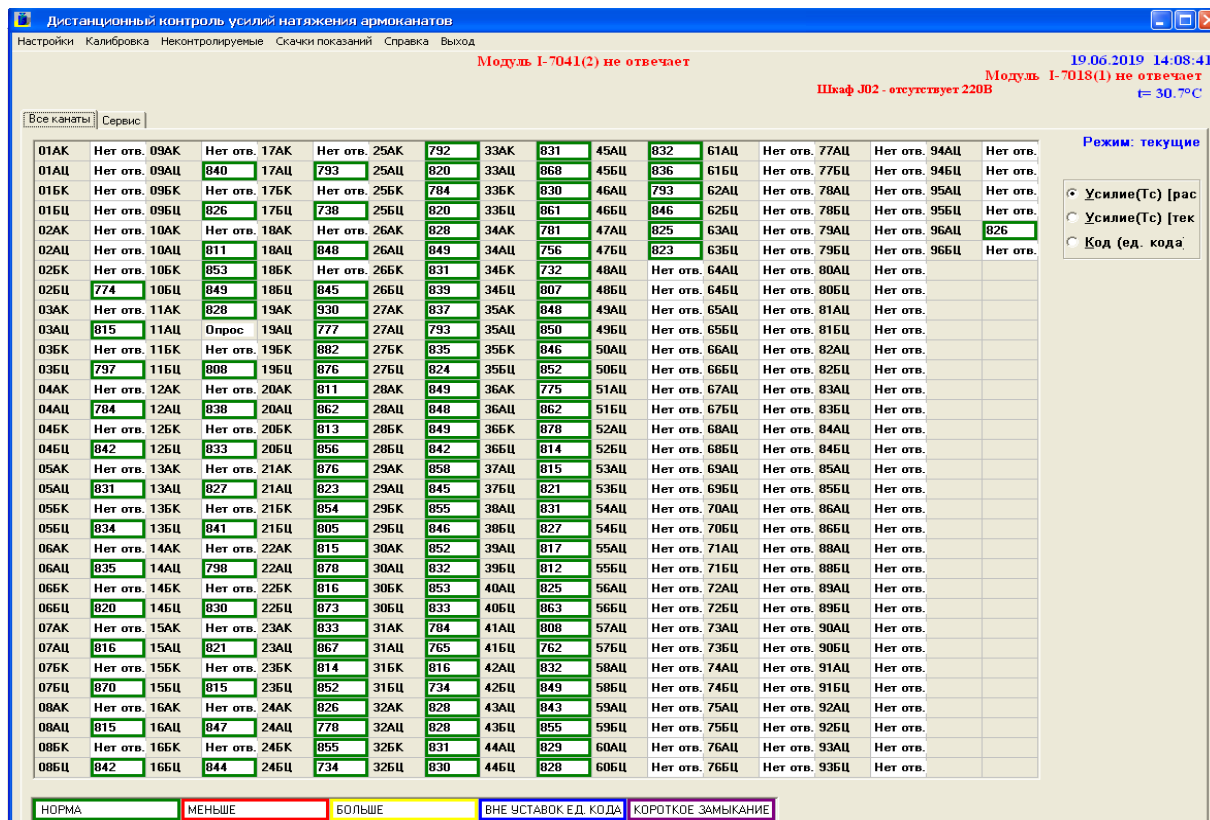 Дистанционный контроль усилий натяжения армоканатов
Настройки Калибровка Неконтролируемые Скачки показаний Справка Выход
Модуль I-7041(2) не отвечает
19.06.2019 14:08:41
Модуль I-7018(1) не отвечает
Шкаф J02 - отсутствует 220В
t= 30.7°C
Все канаты Сервис
Режим: текущие
01АК Нет отв. 09АК Нет отв. 17АК Нет отв. 25АК 792 33АК 831 45АЦ 832 61АЦ Нет отв. 77АЦ Нет отв. 94АЦ Нет отв.
01АЦ Нет отв. 09АЦ 840 17АЦ 793 25АЦ 820 33АЦ 868 45БЦ 836 61БЦ Нет отв. 77БЦ Нет отв. 94БЦ Нет отв.
01БК Нет отв. 09БК Нет отв. 17БК Нет отв. 25БК 784 33БК 830 46АЦ 793 62АЦ Нет отв. 78АЦ Нет отв. 95АЦ Нет отв.
01БЦ Нет отв. 09БЦ 826 17БЦ 738 25БЦ 820 33БЦ 861 46БЦ 846 62БЦ Нет отв. 78БЦ Нет отв. 95БЦ Нет отв.
02АК Нет отв. 10АК Нет отв. 18АК Нет отв. 26АК 828 34АК 781 47АЦ 825 63АЦ Нет отв. 79АЦ Нет отв. 96АЦ 826
02АЦ Нет отв. 10АЦ 811 18АЦ 848 26АЦ 849 34АЦ 756 47БЦ 823 63БЦ Нет отв. 79БЦ Нет отв. 96БЦ Нет отв.
02БК Нет отв. 10БК 853 18БК Нет отв. 26БК 831 34БК 732 48АЦ Нет отв. 64АЦ Нет отв. 80АЦ Нет отв.
02БЦ 774 10БЦ 849 18БЦ 845 26БЦ 839 34БЦ 807 48БЦ Нет отв. 64БЦ Нет отв. 80БЦ Нет отв.
03АК Нет отв. 11АК 828 19АК 930 27АК 837 35АК 848 49АЦ Нет отв. 65АЦ Нет отв. 81АЦ Нет отв.
03АЦ 815 11АЦ Опрос 19АЦ 777 27АЦ 793 35АЦ 850 49БЦ Нет отв. 65БЦ Нет отв. 81БЦ Нет отв.
03БК Нет отв. 11БК Нет отв. 19БК 882 27БК 835 35БК 846 50АЦ Нет отв. 66АЦ Нет отв. 82АЦ Нет отв.
03БЦ 797 11БЦ 808 19БЦ 876 27БЦ 824 35БЦ 852 50БЦ Нет отв. 66БЦ Нет отв. 82БЦ Нет отв.
04АК Нет отв. 12АК Нет отв. 20АК 811 28АК 849 36АК 775 51АЦ Нет отв. 67АЦ Нет отв. 83АЦ Нет отв.
04АЦ 784 12АЦ 838 20АЦ 862 28АЦ 848 36АЦ 862 51БЦ Нет отв. 67БЦ Нет отв. 83БЦ Нет отв.
04БК Нет отв. 12БК Нет отв. 20БК 813 28БК 849 36БК 878 52АЦ Нет отв. 68АЦ Нет отв. 84АЦ Нет отв.
04БЦ 842 12БЦ 833 20БЦ 856 28БЦ 842 36БЦ 814 52БЦ Нет отв. 68БЦ Нет отв. 84БЦ Нет отв.
05АК Нет отв. 13АК Нет отв. 21АК 876 29АК 858 37АЦ 815 53АЦ Нет отв. 69АЦ Нет отв. 85АЦ Нет отв.
05АЦ 831 13АЦ 827 21АЦ 823 29АЦ 845 37БЦ 821 53БЦ Нет отв. 69БЦ Нет отв. 85БЦ Нет отв.
05БК Нет отв. 13БК Нет отв. 21БК 854 29БК 855 38АЦ 831 54АЦ Нет отв. 70АЦ Нет отв. 86АЦ Нет отв.
05БЦ 834 13БЦ 841 21БЦ 805 29БЦ 846 38БЦ 827 54БЦ Нет отв. 70БЦ Нет отв. 86БЦ Нет отв.
06АК Нет отв. 14АК Нет отв. 22АК 815 30АК 852 39АЦ 817 55АЦ Нет отв. 71АЦ Нет отв. 88АЦ Нет отв.
06АЦ 835 14АЦ 798 22АЦ 878 30АЦ 832 39БЦ 812 55БЦ Нет отв. 71БЦ Нет отв. 88БЦ Нет отв.
06БК Нет отв. 14БК Нет отв. 22БК 816 30БК 853 40АЦ 825 56АЦ Нет отв. 72АЦ Нет отв. 89АЦ Нет отв.
06БЦ 820 14БЦ 830 22БЦ 873 30БЦ 833 40БЦ 863 56БЦ Нет отв. 72БЦ Нет отв. 89БЦ Нет отв.
07АК Нет отв. 15АК Нет отв. 23АК 833 31АК 784 41АЦ 808 57АЦ Нет отв. 73АЦ Нет отв. 90АЦ Нет отв.
07АЦ 816 15АЦ 821 23АЦ 867 31АЦ 765 41БЦ 762 57БЦ Нет отв. 73БЦ Нет отв. 90БЦ Нет отв.
07БК Нет отв. 15БК Нет отв. 23БК 814 31БК 816 42АЦ 832 58АЦ Нет отв. 74АЦ Нет отв. 91АЦ Нет отв.
07БЦ 870 15БЦ 815 23БЦ 852 31БЦ 734 42БЦ 849 58БЦ Нет отв. 74БЦ Нет отв. 91БЦ Нет отв.
08АК Нет отв. 16АК Нет отв. 24АК 826 32АК 828 43АЦ 843 59АЦ Нет отв. 75АЦ Нет отв. 92АЦ Нет отв.
08АЦ 815 16АЦ 847 24АЦ 778 32АЦ 828 43БЦ 855 59БЦ Нет отв. 75БЦ Нет отв. 92БЦ Нет отв.
08БК Нет отв. 16БК Нет отв. 24БК 855 32БК 831 44АЦ 829 60АЦ Нет отв. 76АЦ Нет отв. 93АЦ Нет отв.
08БЦ 842 16БЦ 844 24БЦ 734 32БЦ 830 44БЦ 828 60БЦ Нет отв. 76БЦ Нет отв. 93БЦ Нет отв.
Усилие(Тс) [рас
Усилие(Тс) [тек
Код (ед. кода)
НОРМА МЕНЬШЕ БОЛЬШЕ ВНЕ УСТАВОК ЕД. КОДА КОРОТКОЕ ЗАМЫКАНИЕ